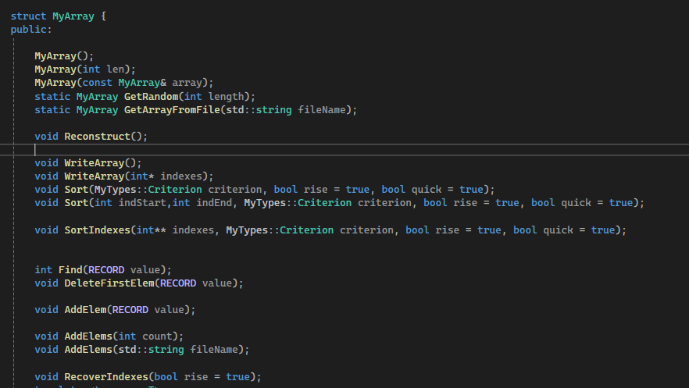 struct MyArray {
public:
MyArray();
MyArray(int len);
MyArray(const MyArray& array);
static MyArray GetRandom(int length);
static MyArray GetArrayFromFile(std::string fileName);
void Reconstruct();
void WriteArray();
void WriteArray(int* indexes);
void Sort(MyTypes::Criterion criterion, bool rise = true, bool quick = true);
void Sort(int indStart,int indEnd, MyTypes::Criterion criterion, bool rise = true, bool quick = true);
void SortIndexes(int** indexes, MyTypes::Criterion criterion, bool rise = true, bool quick = true);
int Find(RECORD value);
void DeleteFirstElem(RECORD value);
void AddElem(RECORD value);
void AddElems(int count);
void AddElems(std::string fileName);
void RecoverIndexes(bool rise = true);